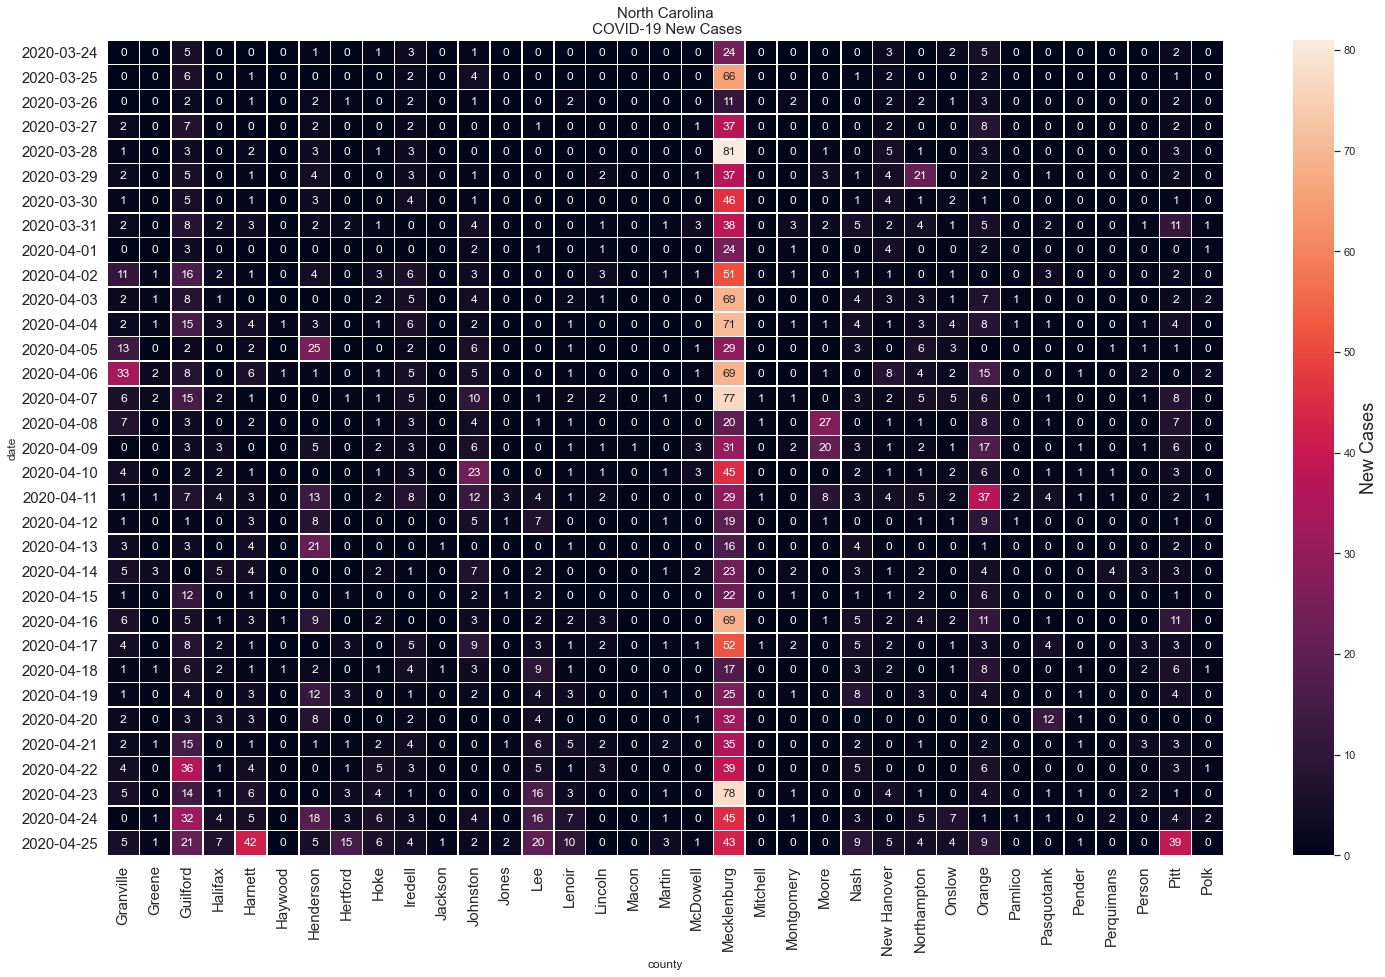 North Carolina
COVID-19 New Cases
2020-03-24 0 0 5 0 0 0 1 0 1 3 0 1 0 0 0 0 0 0 0 24 0 0 0 0 3 0 2 5 0 0 0 0 0 2 0
2020-03-25 0 0 6 0 1 0 0 0 0 2 0 4 0 0 0 0 0 0 0 66 0 0 0 1 2 0 0 2 0 0 0 0 0 1 0
2020-03-26 0 0 2 0 1 0 2 1 0 2 0 1 0 0 2 0 0 0 0 11 0 2 0 0 2 2 1 3 0 0 0 0 0 2 0
2020-03-27 2 0 7 0 0 0 2 0 0 2 0 0 0 1 0 0 0 0 1 37 0 0 0 0 2 0 0 8 0 0 0 0 0 2 0
2020-03-28 1 0 3 0 2 0 3 0 1 3 0 0 0 0 0 0 0 0 0 81 0 0 1 0 5 1 0 3 0 0 0 0 0 3 0
2020-03-29 2 0 5 0 1 0 4 0 0 3 0 1 0 0 0 2 0 0 1 37 0 0 3 1 4 21 0 2 0 1 0 0 0 2 0
2020-03-30 1 0 5 0 1 0 3 0 0 4 0 1 0 0 0 0 0 0 0 46 0 0 0 1 4 1 2 1 0 0 0 0 0 1 0
2020-03-31 2 0 8 2 3 0 2 2 1 0 0 4 0 0 0 1 0 1 3 38 0 3 2 5 2 4 1 5 0 2 0 0 1 11 1
2020-04-01 0 0 3 0 0 0 0 0 0 0 0 2 0 1 0 1 0 0 0 24 0 1 0 0 4 0 0 2 0 0 0 0 0 0 1
2020-04-02 11 1 16 2 1 0 4 0 3 6 0 3 0 0 0 3 0 1 1 51 0 1 0 1 1 0 1 0 0 3 0 0 0 2 0
2020-04-03 2 1 8 1 0 0 0 0 2 5 0 4 0 0 2 1 0 0 0 69 0 0 0 4 3 3 1 7 1 0 0 0 0 2 2
2020-04-04 2 1 15 3 4 1 3 0 1 6 0 2 0 0 1 0 0 0 0 71 0 1 1 4 1 3 4 8 1 1 0 0 1 4 0
2020-04-05 13 0 2 0 2 0 25 0 0 2 0 6 0 0 1 0 0 0 1 29 0 0 0 3 0 6 3 0 0 0 0 1 1 1 0
2020-04-06 33 2 8 0 6 1 1 0 1 5 0 5 0 0 1 0 0 0 1 69 0 0 1 0 8 4 2 15 0 0 1 0 2 0 2
2020-04-07 6 2 15 2 1 0 0 1 1 5 0 10 0 1 2 2 0 1 0 77 1 1 0 3 2 5 5 6 0 1 0 0 1 8 0
2020-04-08 7 0 3 0 2 0 0 0 1 3 0 4 0 1 1 0 0 0 0 20 1 0 27 0 1 1 0 8 0 1 0 0 0 7 0
2020-04-09 0 0 3 3 0 0 5 0 2 3 0 6 0 0 1 1 1 0 3 31 0 2 20 3 1 2 1 17 0 0 1 0 1 6 0
2020-04-10 4 0 2 2 1 0 0 0 1 3 0 23 0 0 1 1 0 1 3 45 0 0 0 2 1 1 2 6 0 1 1 1 0 3 0
2020-04-11 1 1 7 4 3 0 13 0 2 8 0 12 3 4 1 2 0 0 0 29 1 0 8 3 4 5 2 37 2 4 1 1 0 2 1
2020-04-12 1 0 1 0 3 0 8 0 0 0 0 5 1 7 0 0 0 1 0 19 0 0 1 0 0 1 1 9 1 0 0 0 0 1 0
2020-04-13 3 0 3 0 4 0 21 0 0 0 1 0 0 0 1 0 0 0 0 16 0 0 0 4 0 0 0 1 0 0 0 0 0 2 0
2020-04-14 5 3 0 5 4 0 0 0 2 1 0 7 0 2 0 0 0 1 2 23 0 2 0 3 1 2 0 4 0 0 0 4 3 3 0
2020-04-15 1 0 12 0 1 0 0 1 0 0 0 2 1 2 0 0 0 0 0 22 0 1 0 1 1 2 0 6 0 0 0 0 0 1 0
2020-04-16 6 0 5 1 3 1 9 0 2 0 0 3 0 2 2 3 0 0 0 69 0 0 1 5 2 4 2 11 0 1 0 0 0 11 0
2020-04-17 4 0 8 2 1 0 0 3 0 5 0 9 0 3 1 2 0 1 1 52 1 2 0 5 2 0 1 3 0 4 0 0 3 3 0
2020-04-18 1 1 6 2 1 1 2 0 1 4 1 3 0 9 1 0 0 0 0 17 0 0 0 3 2 0 1 8 0 0 1 0 2 6 1
2020-04-19 1 0 4 0 3 0 12 3 0 1 0 2 0 4 3 0 0 1 0 25 0 1 0 8 0 3 0 4 0 0 1 0 0 4 0
2020-04-20 2 0 3 3 3 0 8 0 0 2 0 0 0 4 0 0 0 0 1 32 0 0 0 0 0 0 0 0 0 12 1 0 0 0 0
2020-04-21 2 1 15 0 1 0 1 1 2 4 0 0 1 6 5 2 0 2 0 35 0 0 0 2 0 1 0 2 0 0 1 0 3 3 0
2020-04-22 4 0 36 1 4 0 0 1 5 3 0 0 0 5 1 3 0 0 0 39 0 0 0 5 0 0 0 6 0 0 0 0 0 3 1
2020-04-23 5 0 14 1 6 0 0 3 4 1 0 0 0 16 3 0 0 1 0 78 0 1 0 0 4 1 0 4 0 0 1 0 2 1 0
2020-04-24 0 1 32 4 5 0 18 3 6 3 0 4 0 16 7 0 0 1 0 45 0 0 0 3 0 5 7 1 1 1 0 2 0 4 2
2020-04-25 5 1 21 7 42 0 5 15 6 4 1 2 2 20 10 0 0 3 1 43 0 0 0 9 5 4 4 9 0 0 1 0 0 39 0
date
Granville
Greene
Guilford
Halifax
Harnett
Haywood
Henderson
Hertford
Hoke
Iredell
Jackson
Johnston
Jones
Lee
Lenoir
Lincoln
Macon
Martin
McDowell
Mecklenburg
Mitchell
Montgomery
Moore
Nash
New Hanover
Northampton
Onslow
Orange
Pamlico
Pasquotank
Pender
Perquimans
Person
Pitt
Polk
county
80
70
60
50
40
30
20
10
0
New Cases